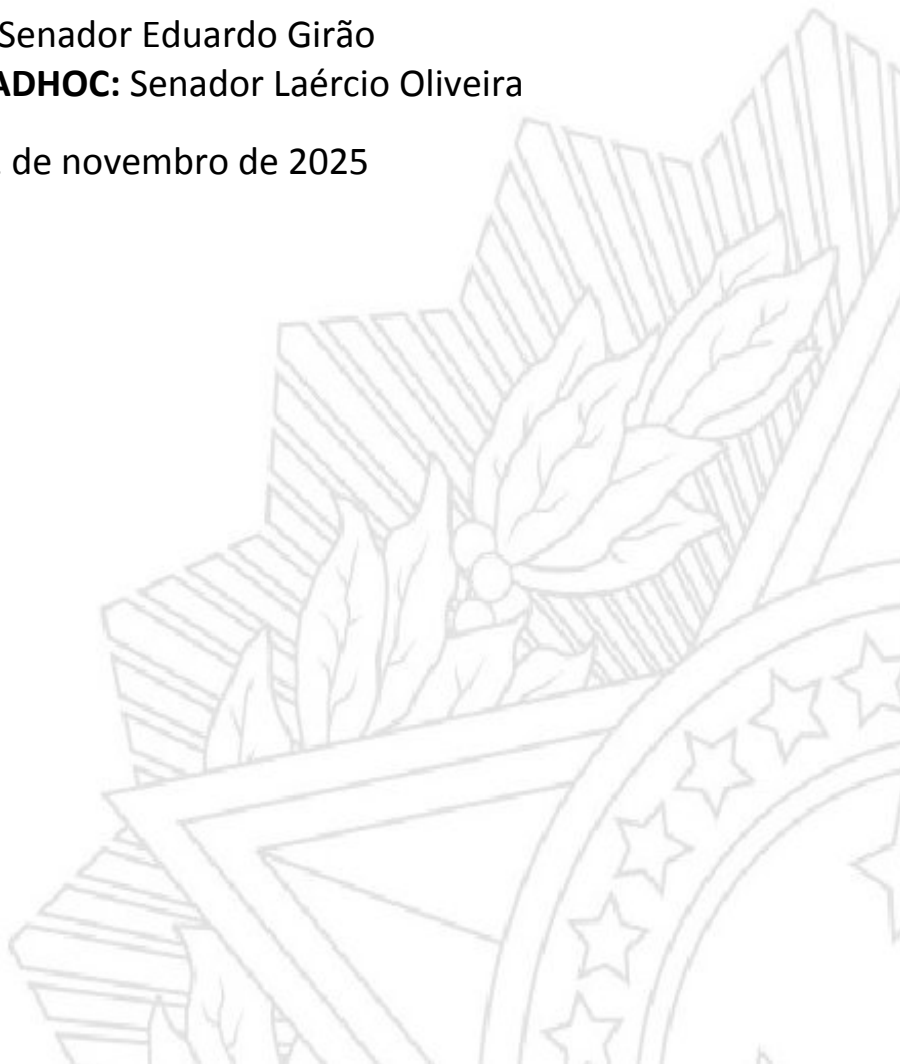 Senador Eduardo Girão
ADHOC: Senador Laércio Oliveira
de novembro de 2025